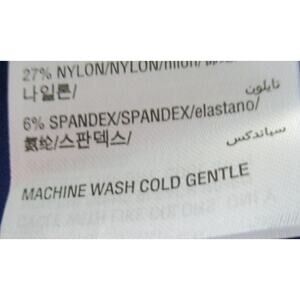 27% NYLON/NYLON/nilon/
나일론/ نايلون
6% SPANDEX/SPANDEX/elastano/
氨纶/스판덱스/ سباندكس
MACHINE WASH COLD GENTLE